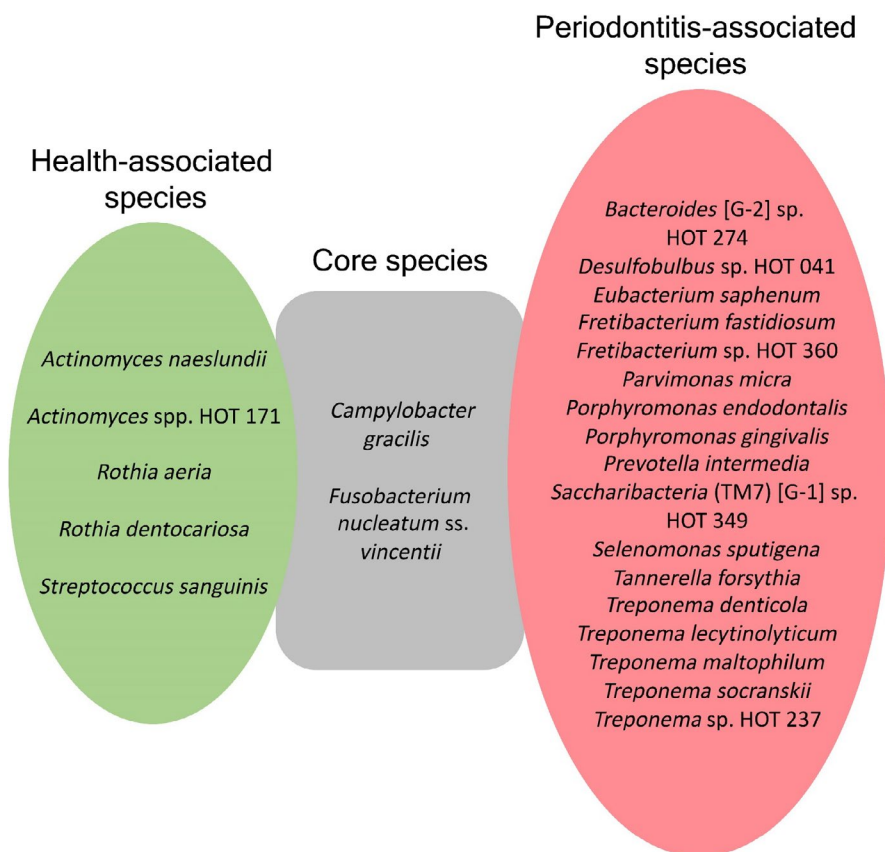 Health-associated
species
Actinomyces naeslundii
Actinomyces spp. HOT 171
Rothia aeria
Rothia dentocariosa
Streptococcus sanguinis
Core species
Campylobacter
gracilis
Fusobacterium
nucleatum ss.
vincentii
Periodontitis-associated
species
Bacteroides [G-2] sp.
HOT 274
Desulfobulbus sp. HOT 041
Eubacterium saphenum
Fretibacterium fastidiosum
Fretibacterium sp. HOT 360
Parvimonas micra
Porphyromonas endodontalis
Porphyromonas gingivalis
Prevotella intermedia
Saccharibacteria (TM7) [G-1] sp.
HOT 349
Selenomonas sputigena
Tannerella forsythia
Treponema denticola
Treponema lecytinolyticum
Treponema maltophilum
Treponema socranskii
Treponema sp. HOT 237